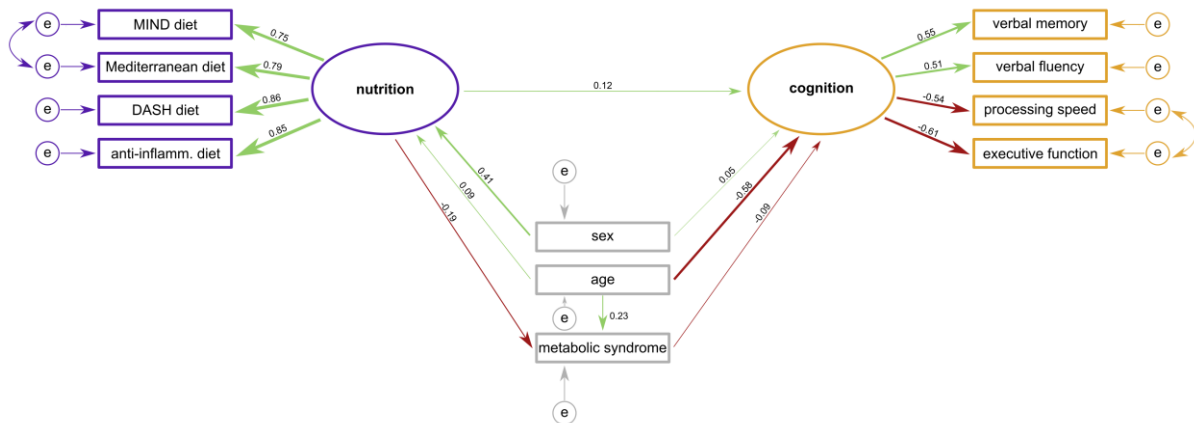 e
MIND diet
0.75
verbal memory
e
0.55
e
Mediterranean diet
0.79
nutrition
0.12
cognition
0.51
verbal fluency
e
e
DASH diet
0.86
-0.54
processing speed
e
e
anti-inflamm. diet
0.85
-0.61
executive function
e
0.41
0.09
-0.19
e
0.05
-0.58
-0.09
sex
age
e
0.23
metabolic syndrome
e